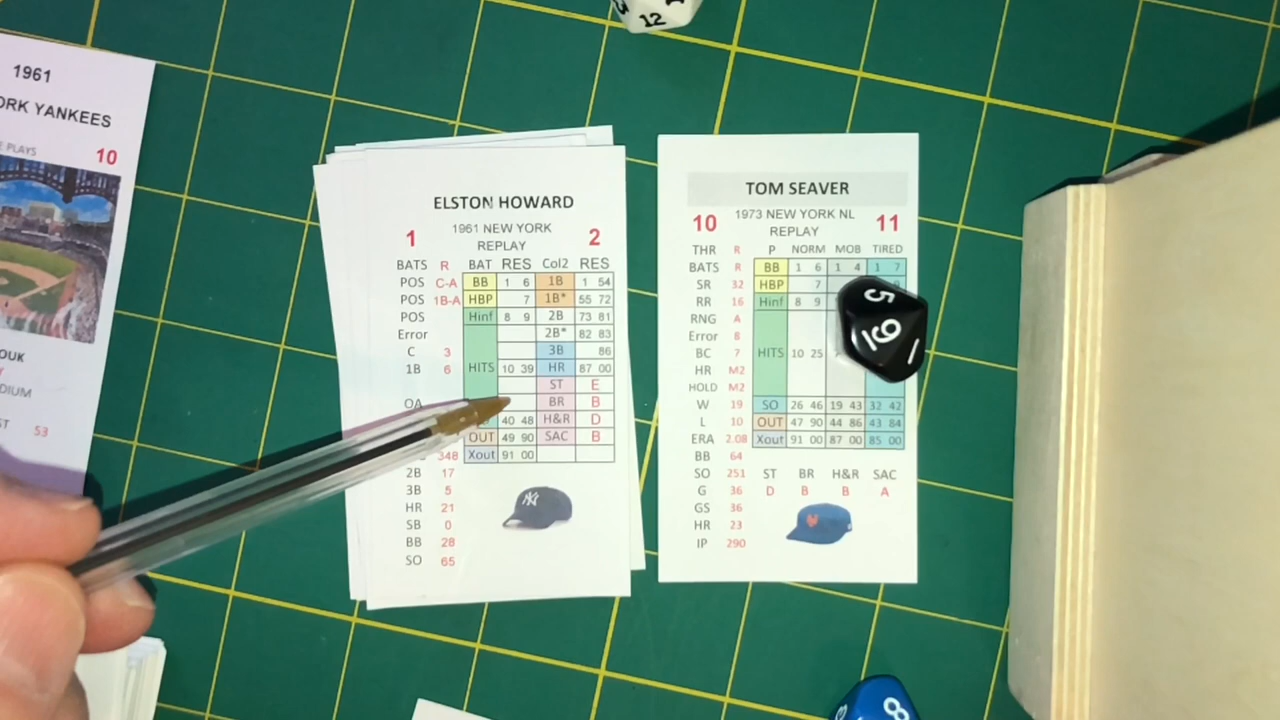 12
1961
ORK YANKEES
E PLAYS 10
OUK
DIUM
ST 53
ELSTON HOWARD
1 1961 NEW YORK 2
REPLAY
BATS R BAT RES Col2 RES
POS C-A BB 1 6 1B 1 54
POS 1B-A HBP 7 1B* 55 72
POS Hinf 8 9 2B 73 81
Error 2B* 82 83
C 3 3B 86
1B 6 HITS 10 39 HR 87 00
ST E
OA BR B
40 48 H&R D
OUT 49 90 SAC B
348 Xout 91 00
2B 17
3B 5
HR 21
SB 0
BB 28
SO 65
NY
TOM SEAVER
10 1973 NEW YORK NL 11
REPLAY
THR R P NORM MOB TIRED
BATS R BB 1 6 1 4 1 7
SR 32 HBP 7
RR 16 Hinf 8 9
RNG A
Error 8
BC 7 HITS 10 25
HR M2
HOLD M2
W 19 SO 26 46 19 43 32 42
L 10 OUT 47 90 44 86 43 84
ERA 2.08 Xout 91 00 87 00 85 00
BB 64
SO 251 ST BR H&R SAC
G 36 D B B A
GS 36
HR 23
IP 290
5
9
8